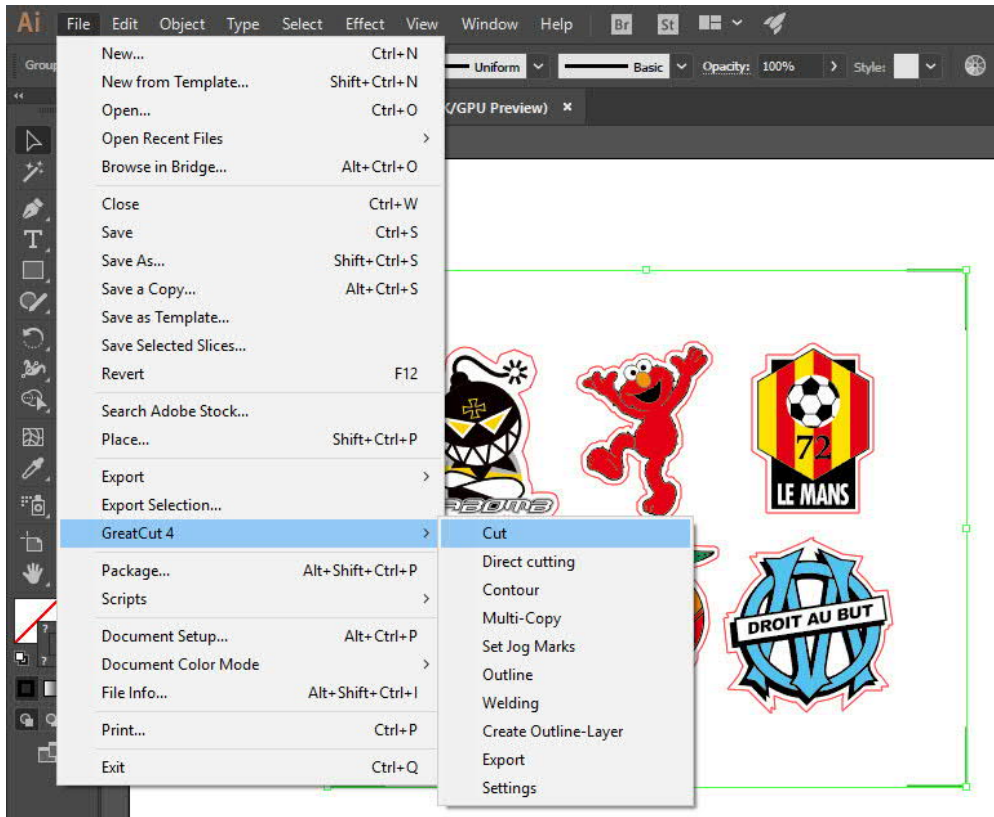 Ai File Edit Object Type Select Effect View Window Help Br St
Group Uniform Basic Opacity: 100% Style:
/GPU Preview) ×
New... Ctrl+N
New from Template... Shift+Ctrl+N
Open... Ctrl+O
Open Recent Files
Browse in Bridge... Alt+Ctrl+O
Close Ctrl+W
Save Ctrl+S
Save As... Shift+Ctrl+S
Save a Copy... Alt+Ctrl+S
Save as Template...
Save Selected Slices...
Revert F12
Search Adobe Stock...
Place... Shift+Ctrl+P
Export
Export Selection...
GreatCut 4
Package... Alt+Shift+Ctrl+P
Scripts
Document Setup... Alt+Ctrl+P
Document Color Mode
File Info... Alt+Shift+Ctrl+I
Print... Ctrl+P
Exit Ctrl+Q
Cut
Direct cutting
Contour
Multi-Copy
Set Jog Marks
Outline
Welding
Create Outline-Layer
Export
Settings
72
LE MANS
DROIT AU BUT